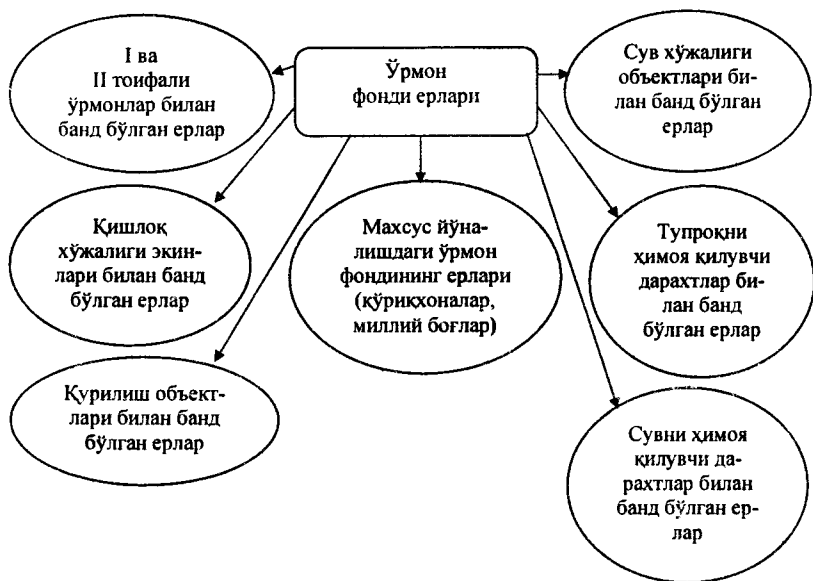 Ўрмон
фонди ерлари
I ва
II тоифали
ўрмонлар билан
банд бўлган ерлар
Сув хўжалиги
объектлари би-
лан банд бўлган
ерлар
Қишлоқ
хўжалиги экин-
лари билан банд
бўлган ерлар
Махсус йўна-
лишдаги ўрмон
фондининг ерлари
(қўриқхоналар,
миллий боғлар)
Тупроқни
ҳимоя қилувчи
дарахтлар би-
лан банд
бўлган ерлар
Қурилиш объект-
лари билан банд
бўлган ерлар
Сувни ҳимоя
қилувчи да-
рахтлар билан
банд бўлган ер-
лар